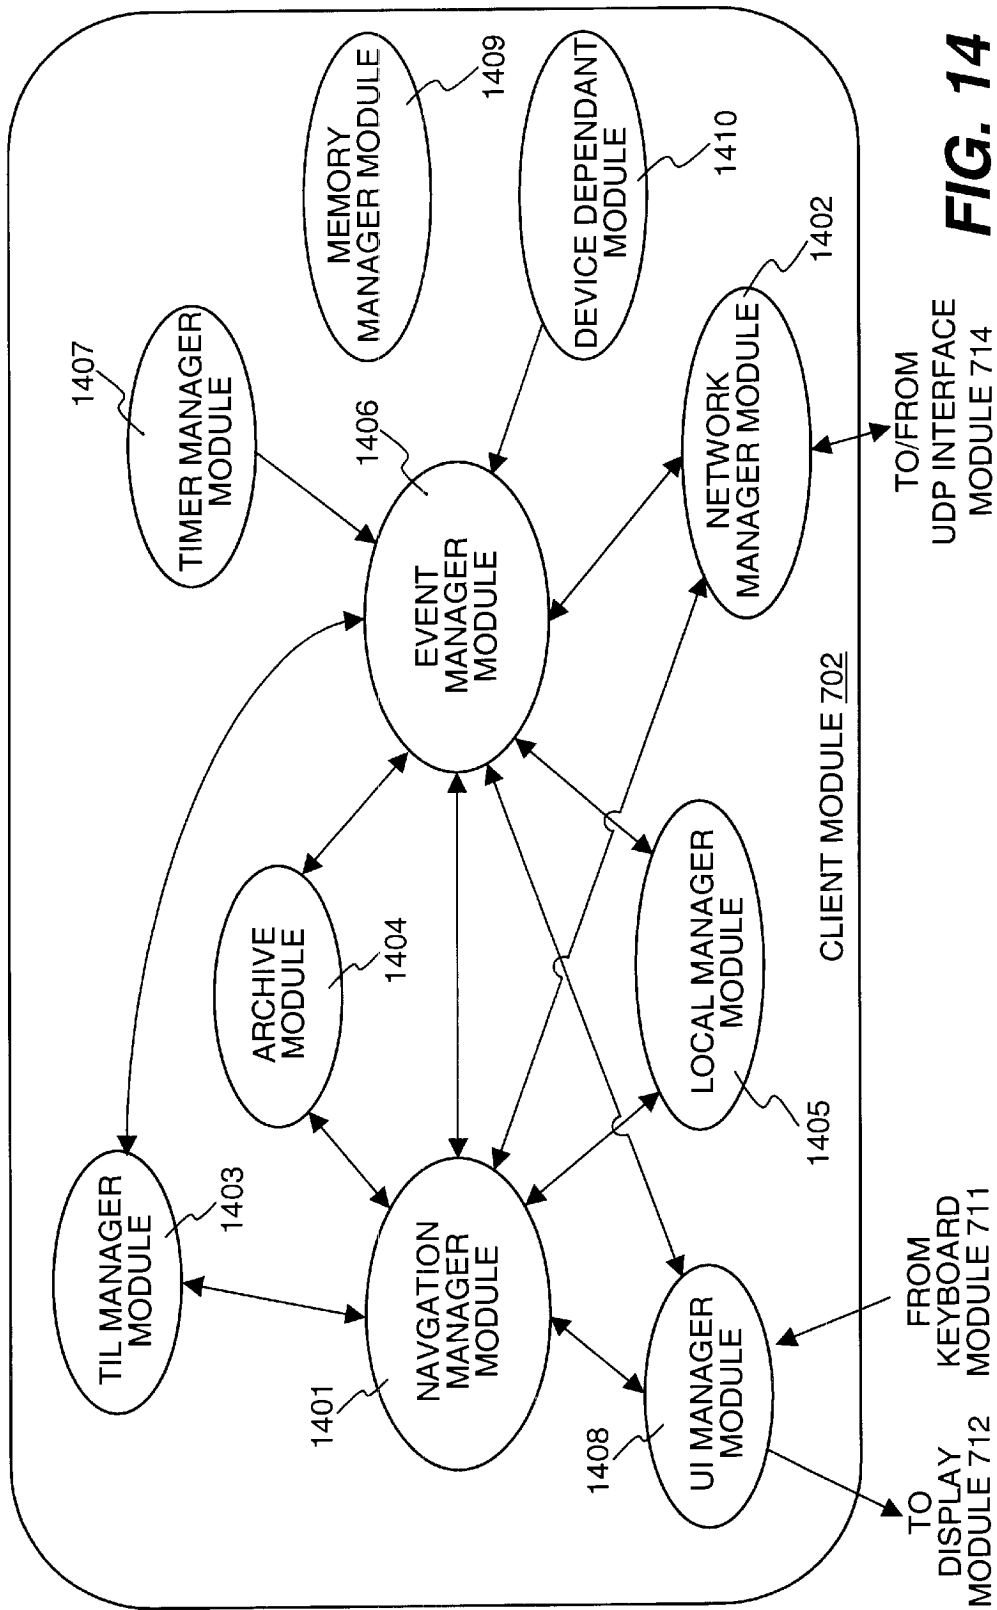 TIL MANAGER
MODULE
1403
TIMER MANAGER
MODULE
1407
ARCHIVE
MODULE
1404
MEMORY
MANAGER MODULE
1409
NAVGATION
MANAGER
MODULE
1401
EVENT
MANAGER
MODULE
1406
DEVICE DEPENDANT
MODULE
1410
UI MANAGER
MODULE
1408
LOCAL MANAGER
MODULE
1405
NETWORK
MANAGER MODULE
1402
CLIENT MODULE 702
TO
DISPLAY
MODULE 712
FROM
KEYBOARD
MODULE 711
TO/FROM
UDP INTERFACE
MODULE 714
FIG. 14